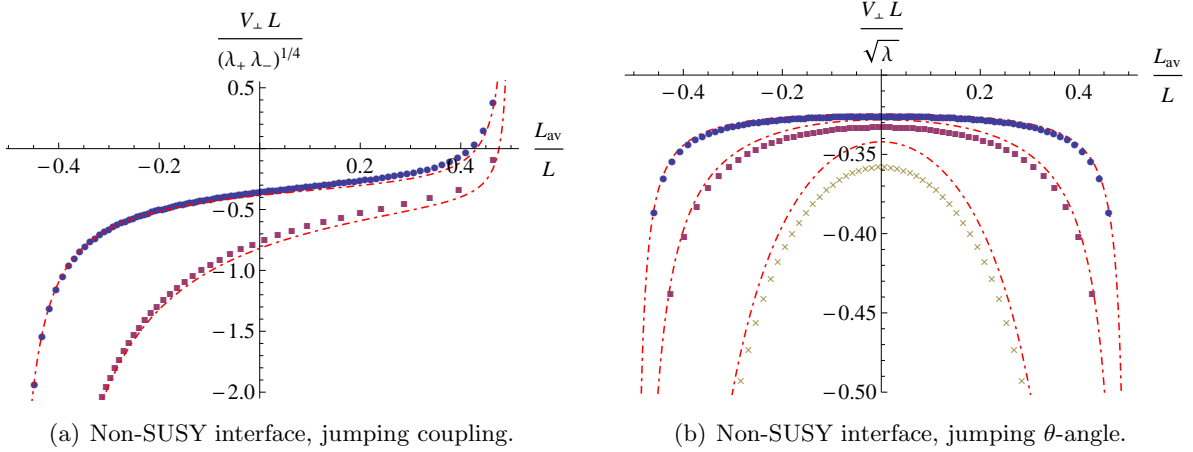 V⊥ L
(λ+ λ−)^1/4
0.5
L_av
L
−0.4
−0.2
0.2
0.4
−0.5
−1.0
−1.5
−2.0
(a) Non-SUSY interface, jumping coupling.
V⊥ L
√λ
L_av
L
−0.4
−0.2
0.2
0.4
−0.35
−0.40
−0.45
−0.50
(b) Non-SUSY interface, jumping θ-angle.